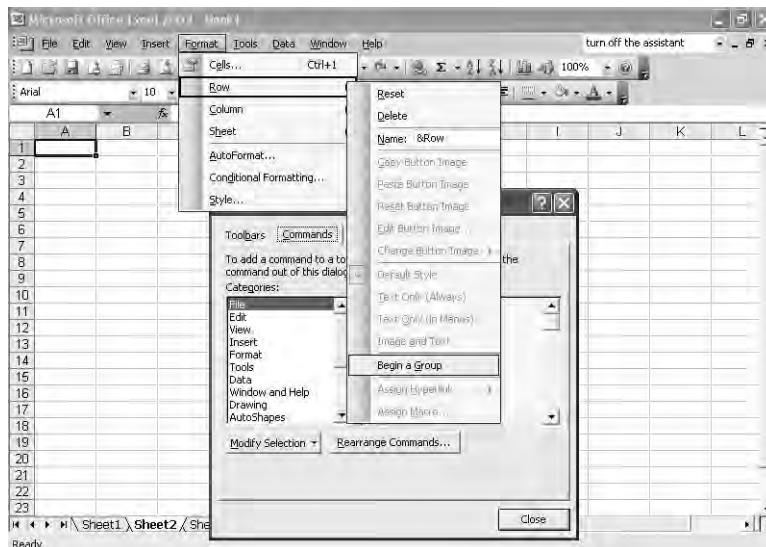 Microsoft Office Excel 2003 Book1
File Edit View Insert Format Tools Data Window Help turn off the assistant
100%
Arial 10
A1 fx
Cells... Ctrl+1
Row
Column
Sheet
AutoFormat...
Conditional Formatting...
Style...
Reset
Delete
Name: &Row
Copy Button Image
Paste Button Image
Reset Button Image
Edit Button Image...
Change Button Image
Default Style
Text Only (Always)
Text Only (in Menus)
Image and Text
Begin a Group
Assign Hyperlink
Assign Macro...
A B I J K L
1
2
3
4
5
6
7
8
9
10
11
12
13
14
15
16
17
18
19
20
21
22
23
Toolbars Commands
To add a command to a to the
command out of this dialog
Categories:
File
Edit
View
Insert
Format
Tools
Data
Window and Help
Drawing
AutoShapes
Modify Selection Rearrange Commands...
Close
Sheet1 Sheet2 She
Ready